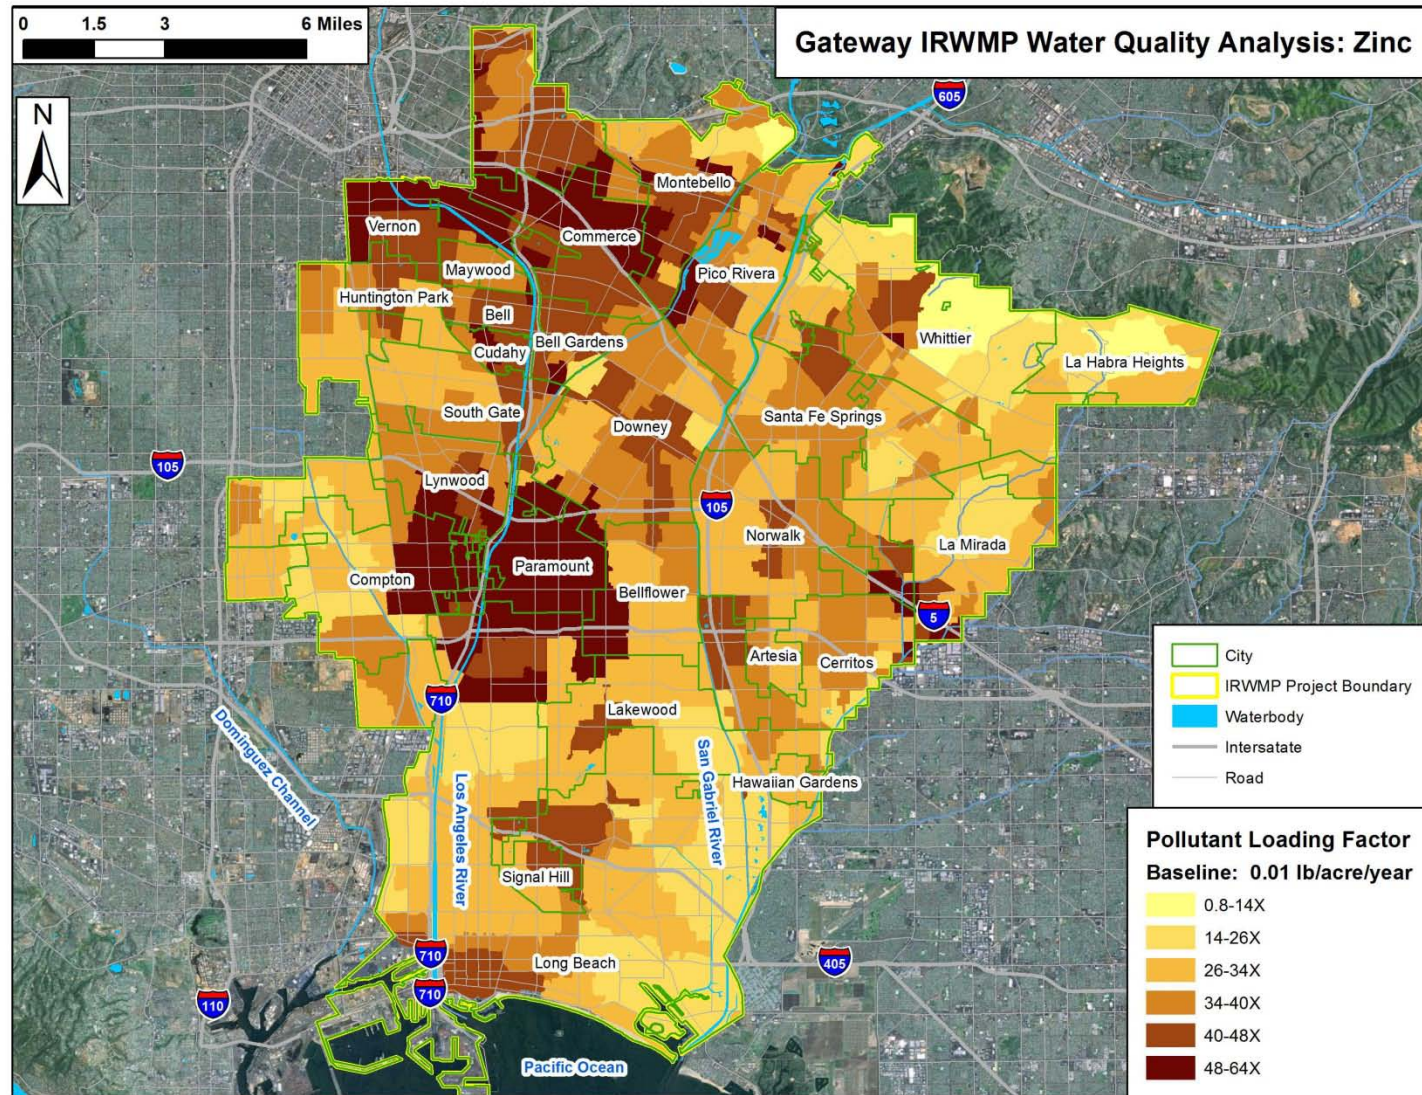 0 1.5 3 6 Miles
Gateway IRWMP Water Quality Analysis: Zinc
N
605
Montebello
Vernon
Commerce
Maywood
Pico Rivera
Huntington Park
Bell
Whittier
Bell Gardens
Cudahy
La Habra Heights
South Gate
Santa Fe Springs
Downey
105
Lynwood
105
Norwalk
La Mirada
Paramount
Compton
Bellflower
5
Artesia
Cerritos
710
Lakewood
Dominguez Channel
Los Angeles River
San Gabriel River
Hawaiian Gardens
Signal Hill
710
Long Beach
405
710
110
Pacific Ocean
City
IRWMP Project Boundary
Waterbody
Intersatate
Road
Pollutant Loading Factor
Baseline: 0.01 lb/acre/year
0.8-14X
14-26X
26-34X
34-40X
40-48X
48-64X